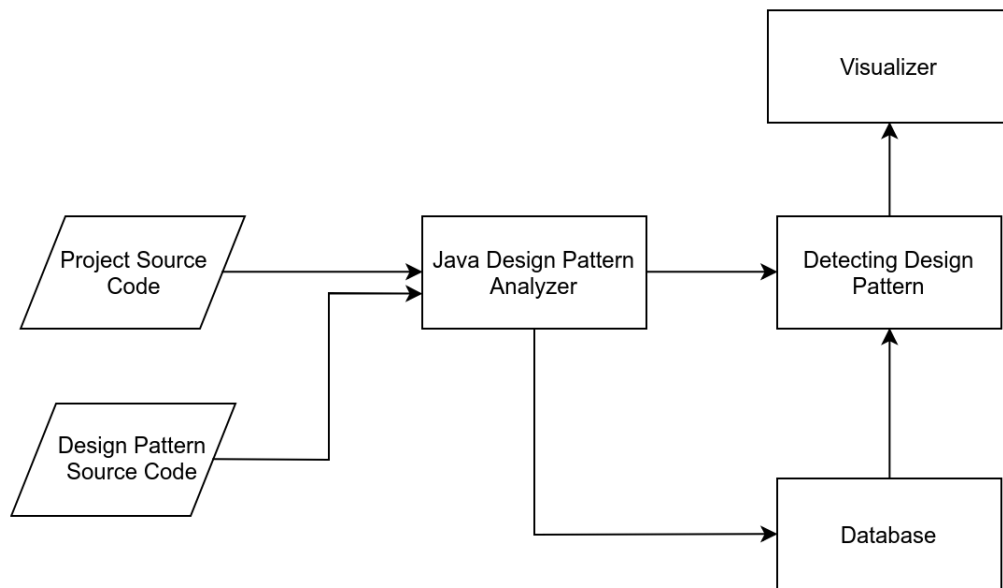 Visualizer
Project Source
Code
Java Design Pattern
Analyzer
Detecting Design
Pattern
Design Pattern
Source Code
Database